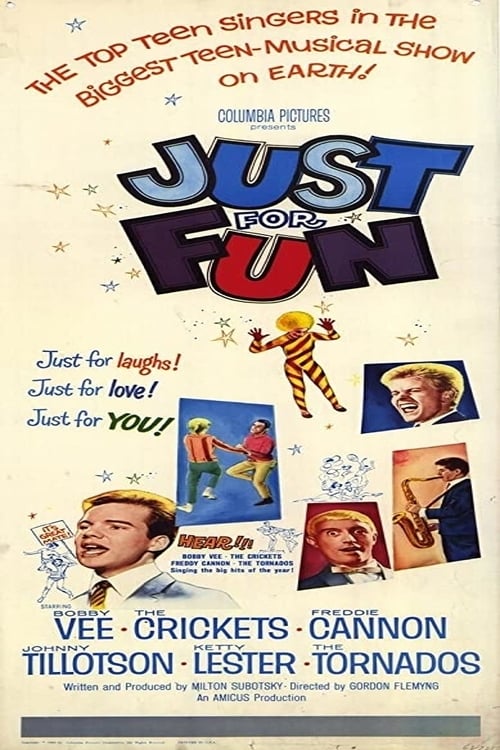 THE TOP TEEN SINGERS IN THE
BIGGEST TEEN-MUSICAL SHOW
ON EARTH!
COLUMBIA PICTURES
presents
JUST
FOR
FUN
Just for laughs!
Just for love!
Just for YOU!
HEAR!!!
BOBBY VEE · THE CRICKETS
FREDDY CANNON · THE TORNADOS
Singing the big hits of the year!
IT'S
GREAT
MATE!
STARRING
BOBBY THE FREDDIE
VEE · CRICKETS · CANNON
JOHNNY KETTY THE
TILLOTSON · LESTER · TORNADOS
Written and Produced by MILTON SUBOTSKY · Directed by GORDON FLEMYNG
An AMICUS Production